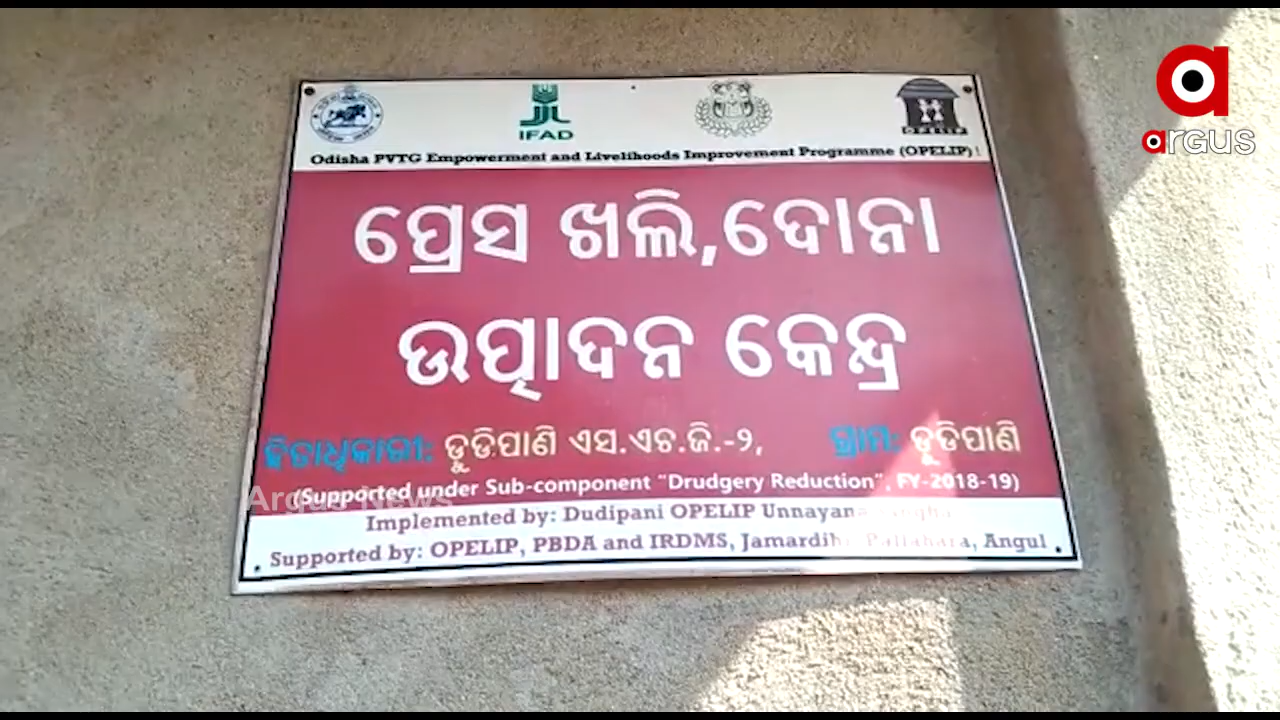 argus
IFAD
OPELIP
Odisha PVTG Empowerment and Livelihoods Improvement Programme (OPELIP)
ପ୍ରେସ ଖଲି,ଦୋନା
ଉତ୍ପାଦନ କେନ୍ଦ୍ର
ହିତାଧିକାରୀ: ଡୁଡିପାଣି ଏସ.ଏଚ.ଜି.-୨, ଗ୍ରାମ: ଡୁଡିପାଣି
(Supported under Sub-component "Drudgery Reduction", FY-2018-19)
Argus News
Implemented by: Dudipani OPELIP Unnayana
Supported by: OPELIP, PBDA and IRDMS, Jamardihi, Pallahara, Angul